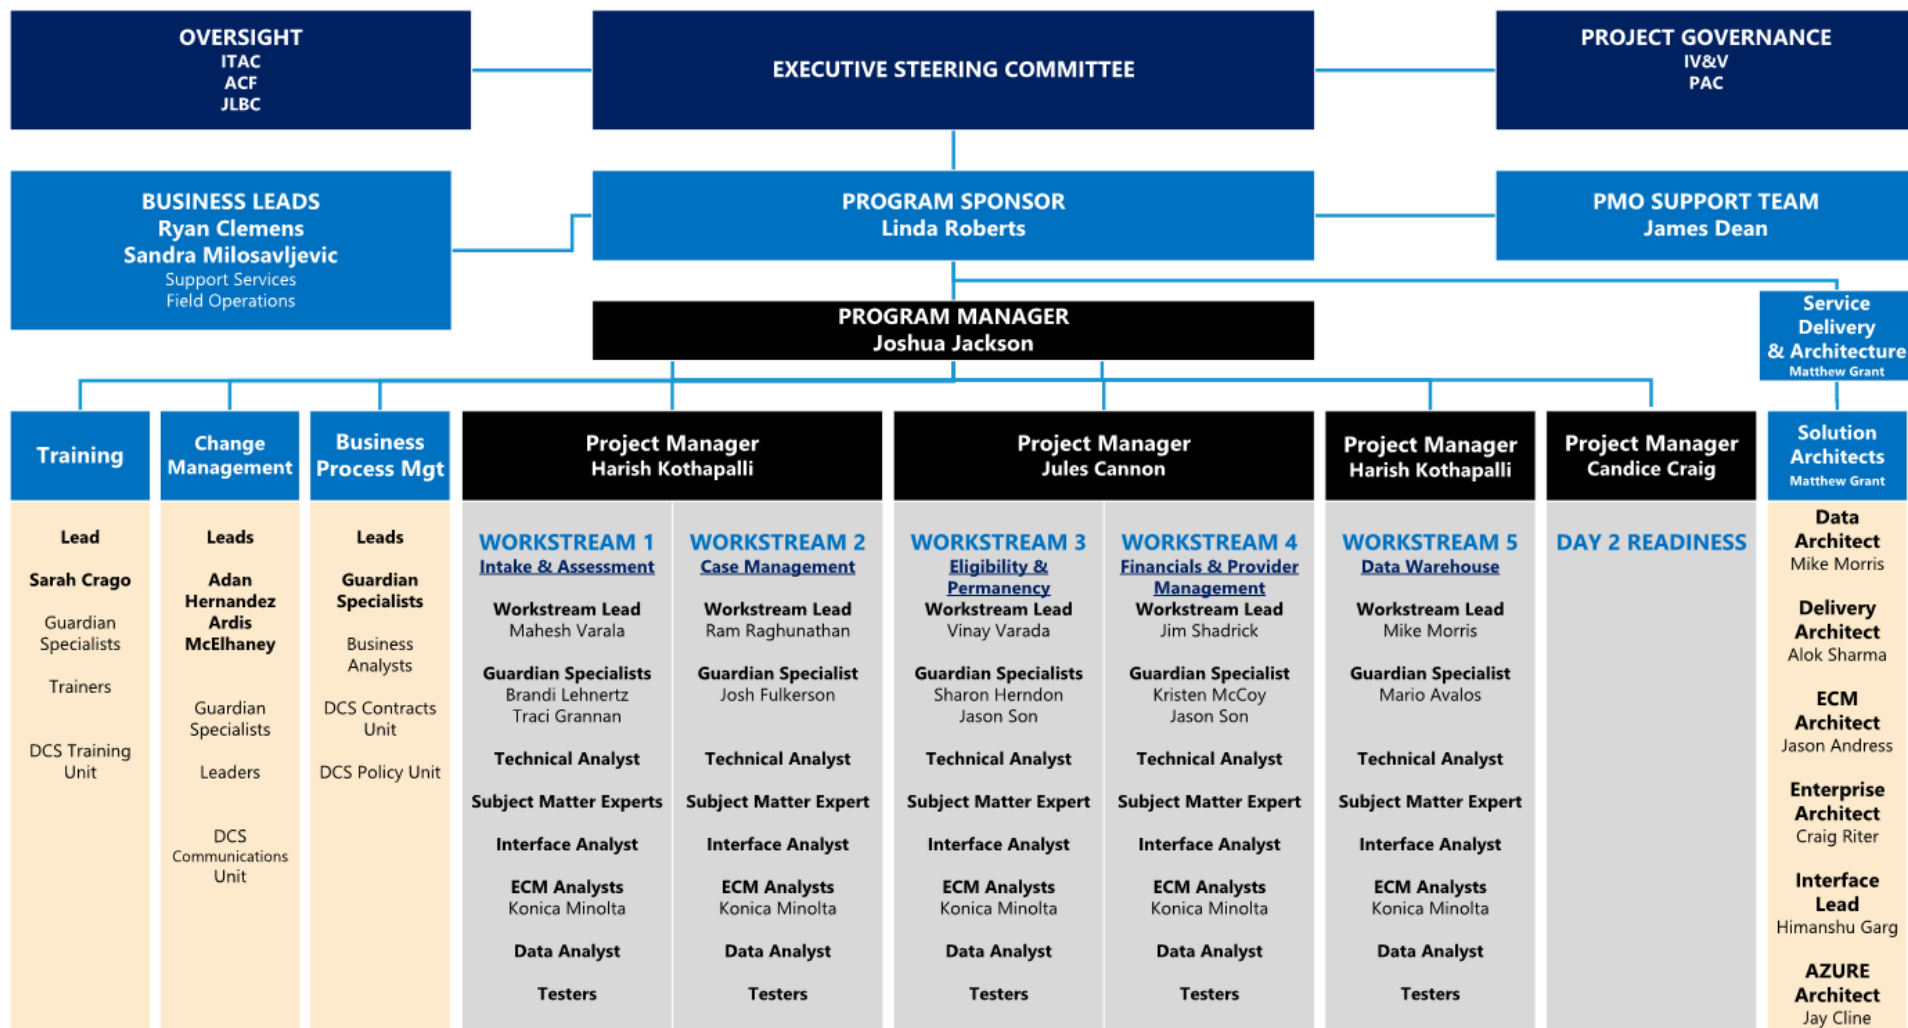 OVERSIGHT
ITAC
ACF
JLBC
EXECUTIVE STEERING COMMITTEE
PROJECT GOVERNANCE
IV&V
PAC
BUSINESS LEADS
Ryan Clemens
Sandra Milosavljevic
Support Services
Field Operations
PROGRAM SPONSOR
Linda Roberts
PMO SUPPORT TEAM
James Dean
PROGRAM MANAGER
Joshua Jackson
Service
Delivery
& Architecture
Matthew Grant
Training
Change
Management
Business
Process Mgt
Project Manager
Harish Kothapalli
Project Manager
Jules Cannon
Project Manager
Harish Kothapalli
Project Manager
Candice Craig
Solution
Architects
Matthew Grant
Lead
Sarah Crago
Guardian
Specialists
Trainers
DCS Training
Unit
Leads
Adan
Hernandez
Ardis
McElhaney
Guardian
Specialists
Leaders
DCS
Communications
Unit
Leads
Guardian
Specialists
Business
Analysts
DCS Contracts
Unit
DCS Policy Unit
WORKSTREAM 1
Intake & Assessment
Workstream Lead
Mahesh Varala
Guardian Specialists
Brandi Lehnertz
Traci Grannan
Technical Analyst
Subject Matter Experts
Interface Analyst
ECM Analysts
Konica Minolta
Data Analyst
Testers
WORKSTREAM 2
Case Management
Workstream Lead
Ram Raghunathan
Guardian Specialist
Josh Fulkerson
Technical Analyst
Subject Matter Expert
Interface Analyst
ECM Analysts
Konica Minolta
Data Analyst
Testers
WORKSTREAM 3
Eligibility &
Permanency
Workstream Lead
Vinay Varada
Guardian Specialists
Sharon Herndon
Jason Son
Technical Analyst
Subject Matter Expert
Interface Analyst
ECM Analysts
Konica Minolta
Data Analyst
Testers
WORKSTREAM 4
Financials & Provider
Management
Workstream Lead
Jim Shadrick
Guardian Specialist
Kristen McCoy
Jason Son
Technical Analyst
Subject Matter Expert
Interface Analyst
ECM Analysts
Konica Minolta
Data Analyst
Testers
WORKSTREAM 5
Data Warehouse
Workstream Lead
Mike Morris
Guardian Specialist
Mario Avalos
Technical Analyst
Subject Matter Expert
Interface Analyst
ECM Analysts
Konica Minolta
Data Analyst
Testers
DAY 2 READINESS
Data
Architect
Mike Morris
Delivery
Architect
Alok Sharma
ECM
Architect
Jason Andress
Enterprise
Architect
Craig Riter
Interface
Lead
Himanshu Garg
AZURE
Architect
Jay Cline